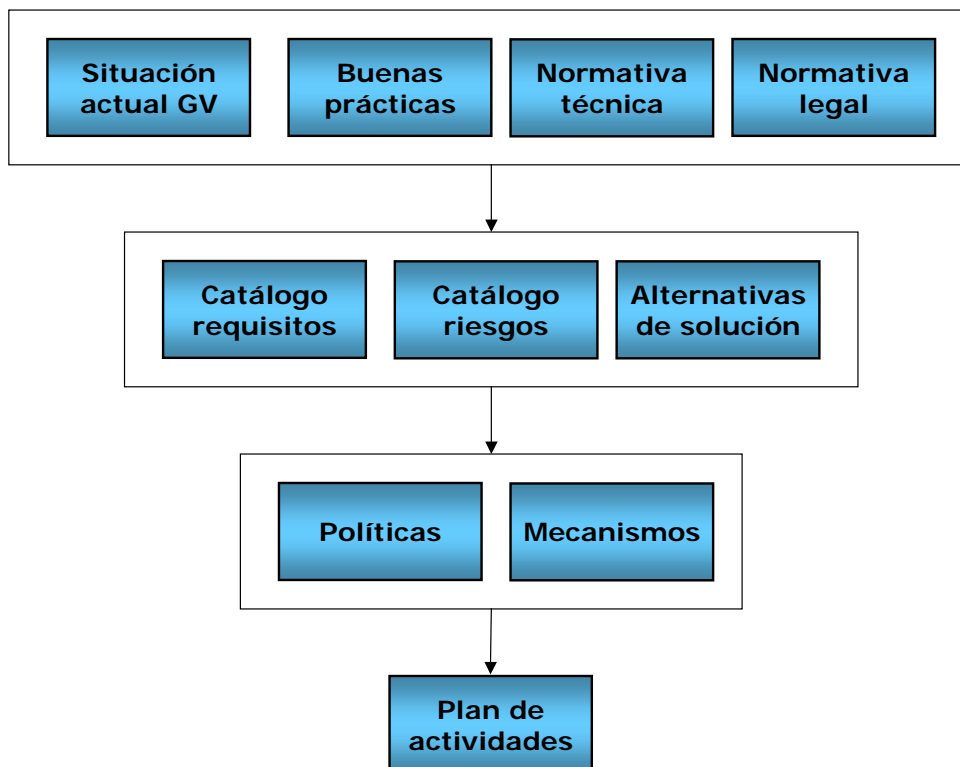 Situación
actual GV
Buenas
prácticas
Normativa
técnica
Normativa
legal
Catálogo
requisitos
Catálogo
riesgos
Alternativas
de solución
Políticas
Mecanismos
Plan de
actividades